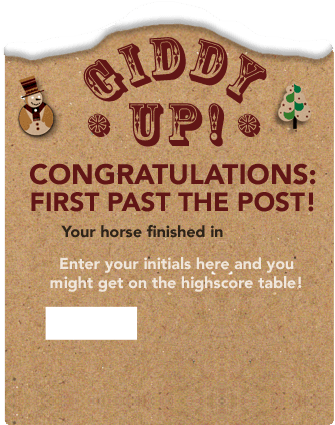 GIDDY
UP!
CONGRATULATIONS:
FIRST PAST THE POST!
Your horse finished in
Enter your initials here and you
might get on the highscore table!